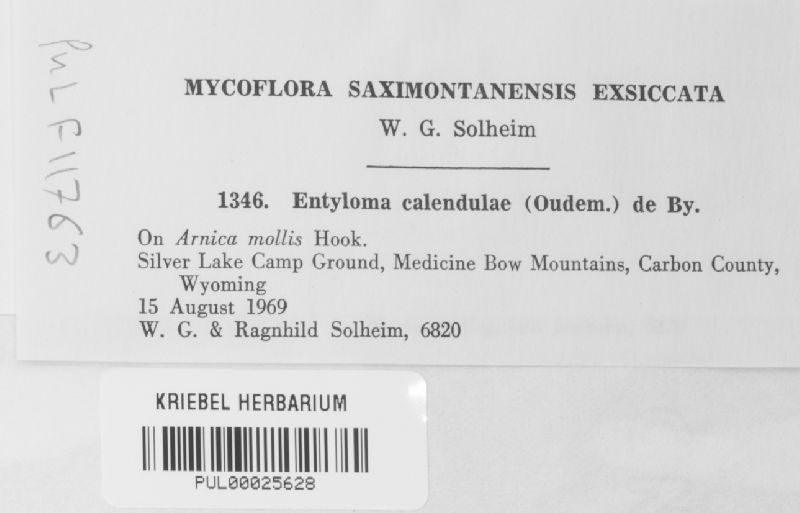 PUL F11763
MYCOFLORA SAXIMONTANENSIS EXSICCATA
W. G. Solheim
1346. Entyloma calendulae (Oudem.) de By.
On Arnica mollis Hook.
Silver Lake Camp Ground, Medicine Bow Mountains, Carbon County,
Wyoming
15 August 1969
W. G. & Ragnhild Solheim, 6820
KRIEBEL HERBARIUM
PUL00025628